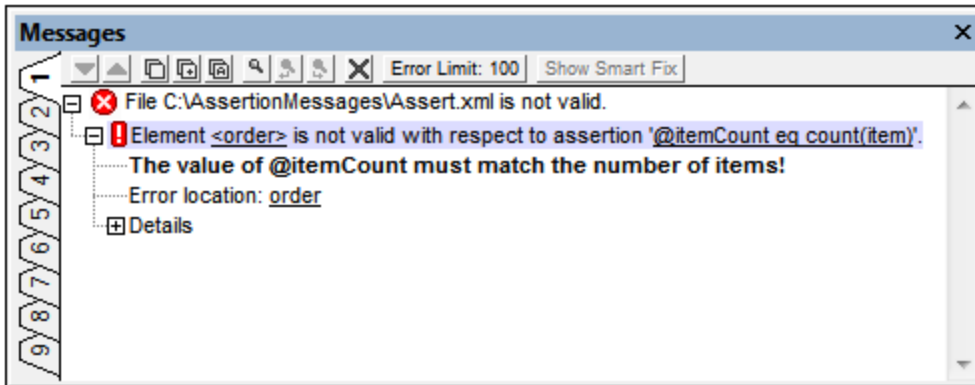 Messages
Error Limit: 100 Show Smart Fix
File C:\AssertionMessages\Assert.xml is not valid.
Element <order> is not valid with respect to assertion '@itemCount eq count(item)'.
The value of @itemCount must match the number of items!
Error location: order
Details
1
2
3
4
5
6
7
8
9